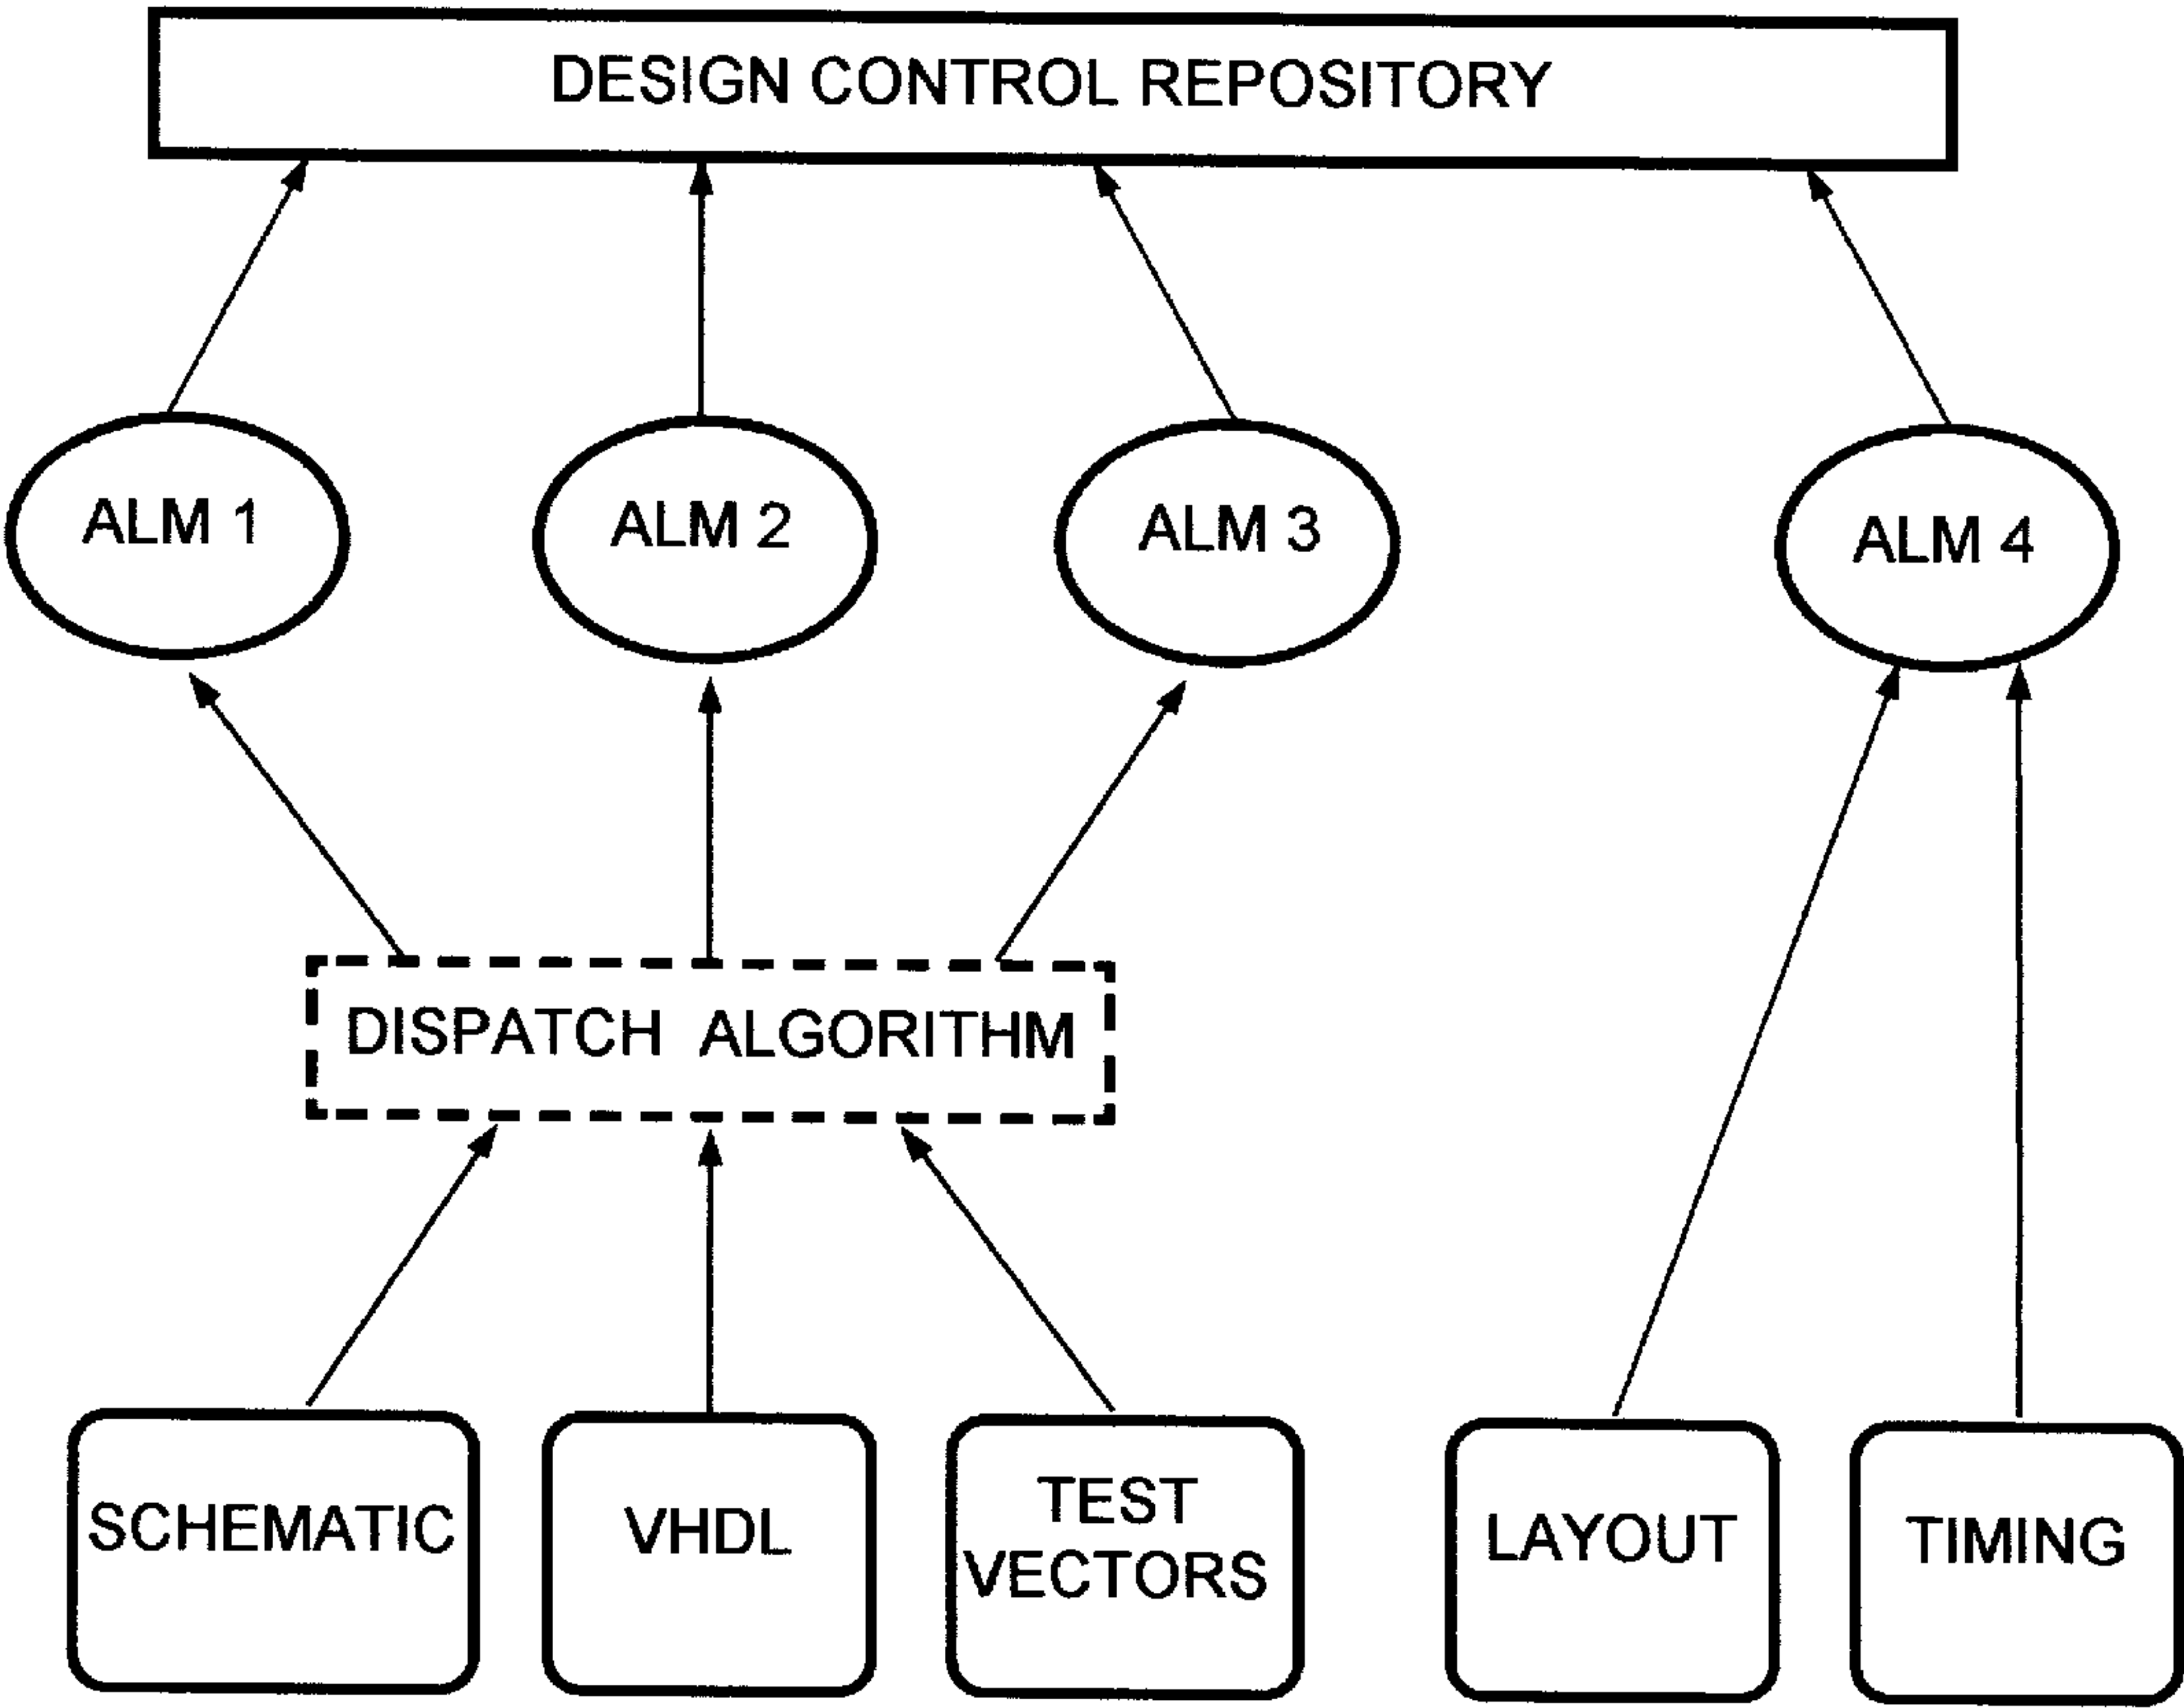 DESIGN CONTROL REPOSITORY
ALM 1
ALM 2
ALM 3
ALM 4
DISPATCH ALGORITHM
SCHEMATIC
VHDL
TEST
VECTORS
LAYOUT
TIMING